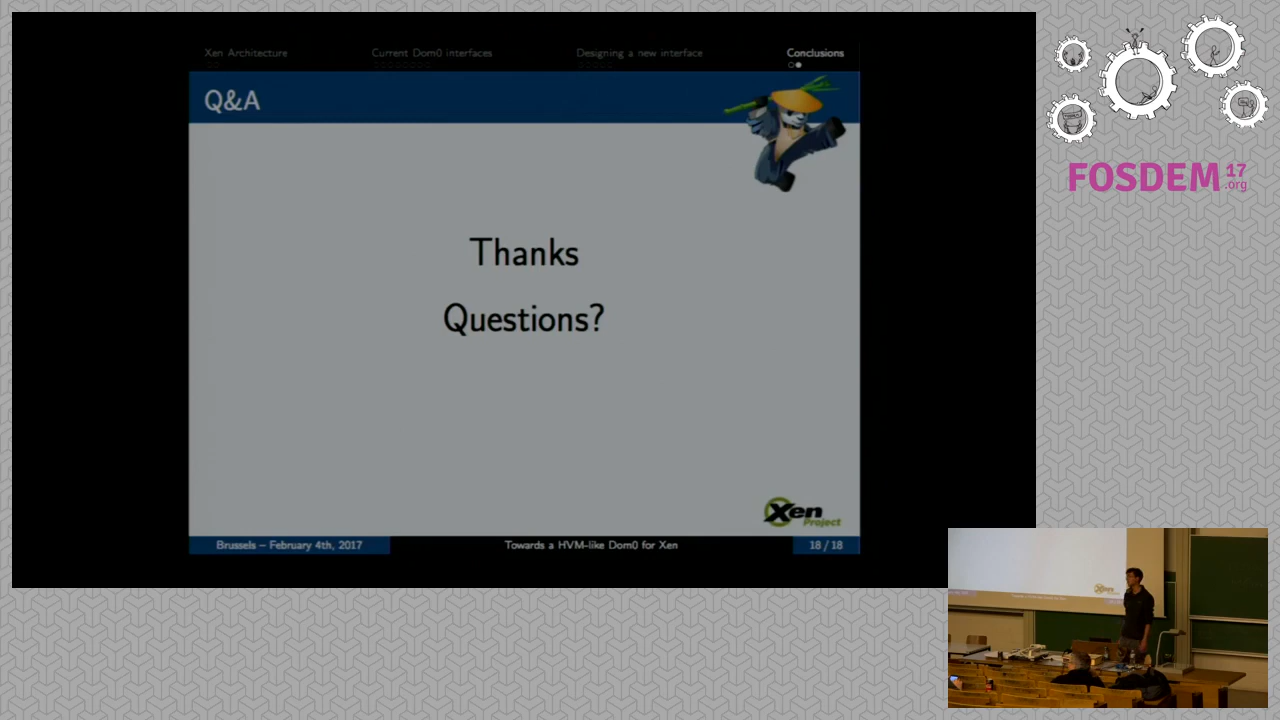 Xen Architecture
Current Dom0 interfaces
Designing a new interface
Conclusions
Q&A
Thanks
Questions?
Xen
Project
Brussels – February 4th, 2017
Towards a HVM-like Dom0 for Xen
18 / 18
FOSDEM 17
.org
Xen